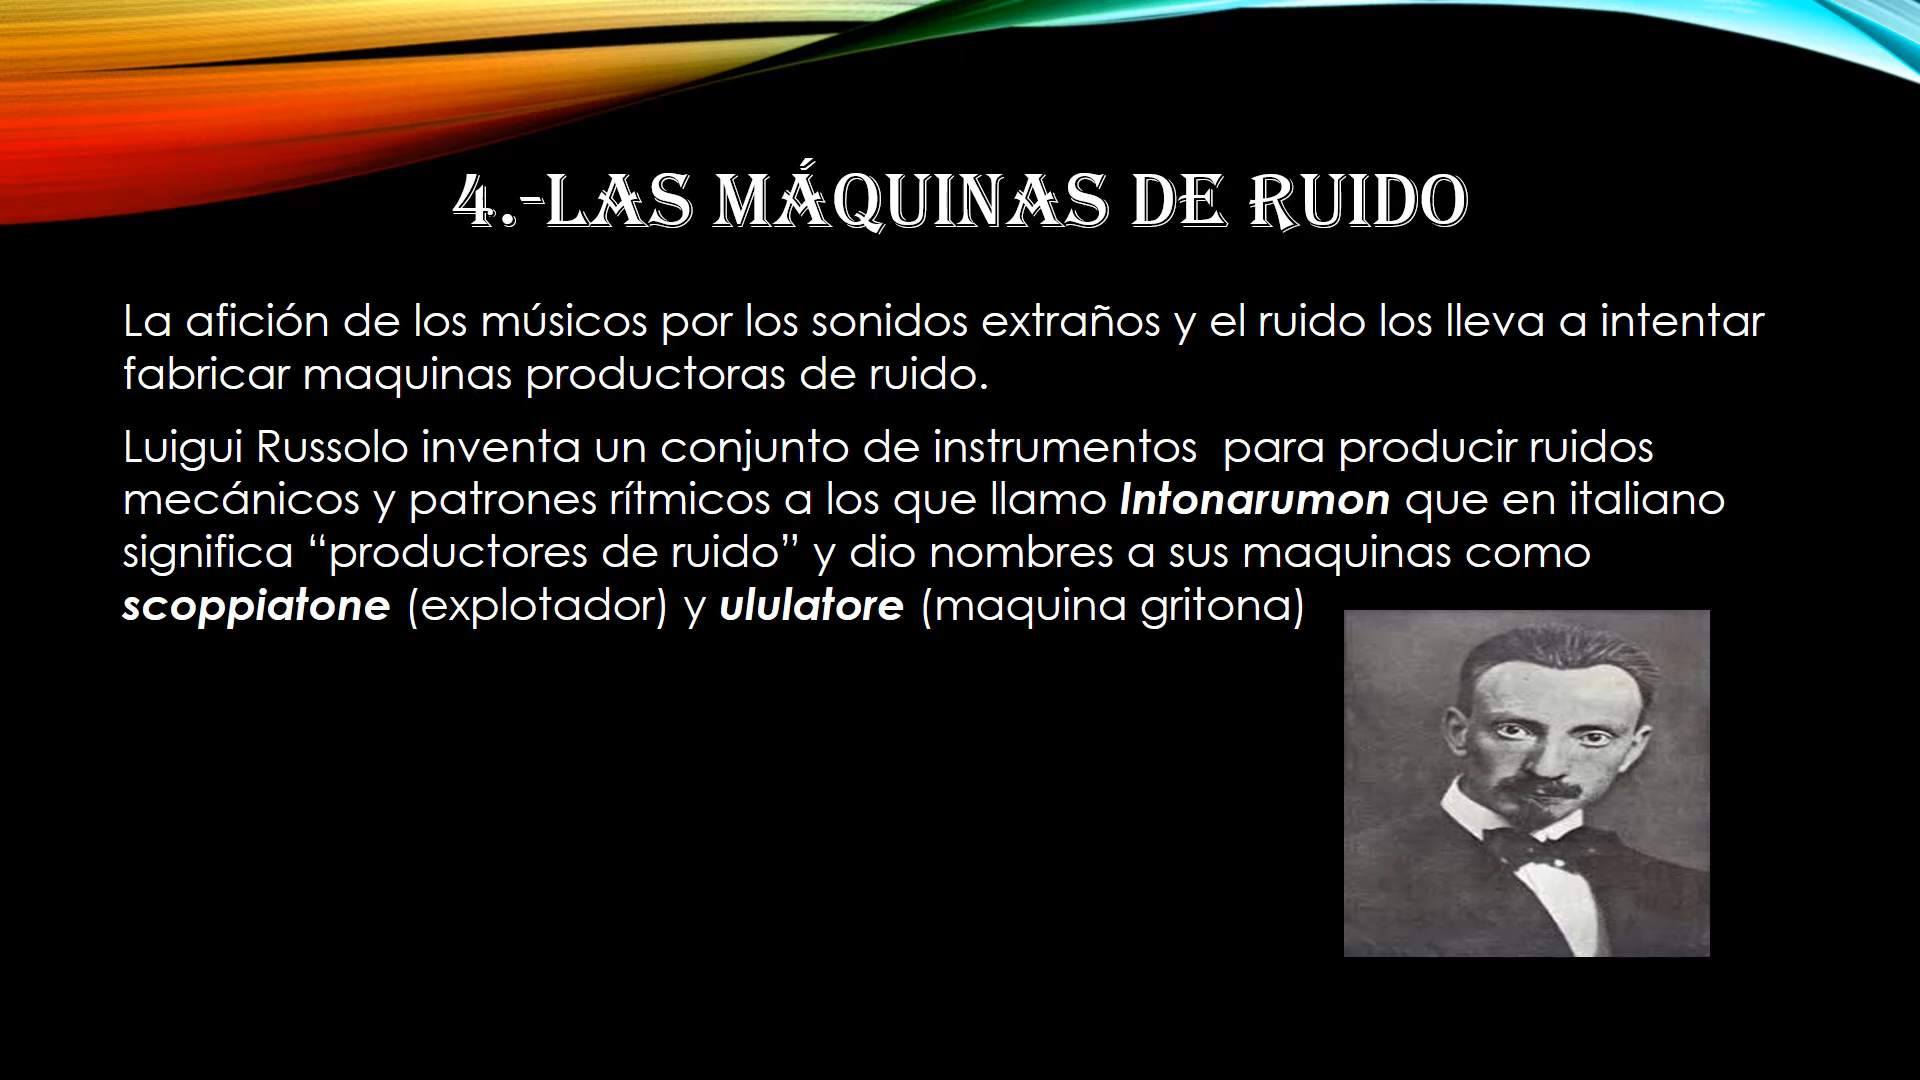 4.-LAS MÁQUINAS DE RUIDO
La afición de los músicos por los sonidos extraños y el ruido los lleva a intentar
fabricar maquinas productoras de ruido.
Luigui Russolo inventa un conjunto de instrumentos  para producir ruidos
mecánicos y patrones rítmicos a los que llamo Intonarumon que en italiano
significa “productores de ruido” y dio nombres a sus maquinas como
scoppiatone (explotador) y ululatore (maquina gritona)